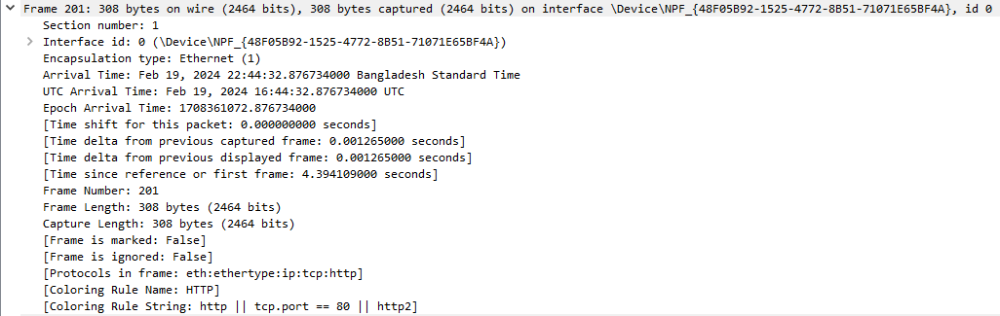 Frame 201: 308 bytes on wire (2464 bits), 308 bytes captured (2464 bits) on interface \Device\NPF_{48F05B92-1525-4772-8B51-71071E65BF4A}, id 0
Section number: 1
Interface id: 0 (\Device\NPF_{48F05B92-1525-4772-8B51-71071E65BF4A})
Encapsulation type: Ethernet (1)
Arrival Time: Feb 19, 2024 22:44:32.876734000 Bangladesh Standard Time
UTC Arrival Time: Feb 19, 2024 16:44:32.876734000 UTC
Epoch Arrival Time: 1708361072.876734000
[Time shift for this packet: 0.000000000 seconds]
[Time delta from previous captured frame: 0.001265000 seconds]
[Time delta from previous displayed frame: 0.001265000 seconds]
[Time since reference or first frame: 4.394109000 seconds]
Frame Number: 201
Frame Length: 308 bytes (2464 bits)
Capture Length: 308 bytes (2464 bits)
[Frame is marked: False]
[Frame is ignored: False]
[Protocols in frame: eth:ethertype:ip:tcp:http]
[Coloring Rule Name: HTTP]
[Coloring Rule String: http || tcp.port == 80 || http2]